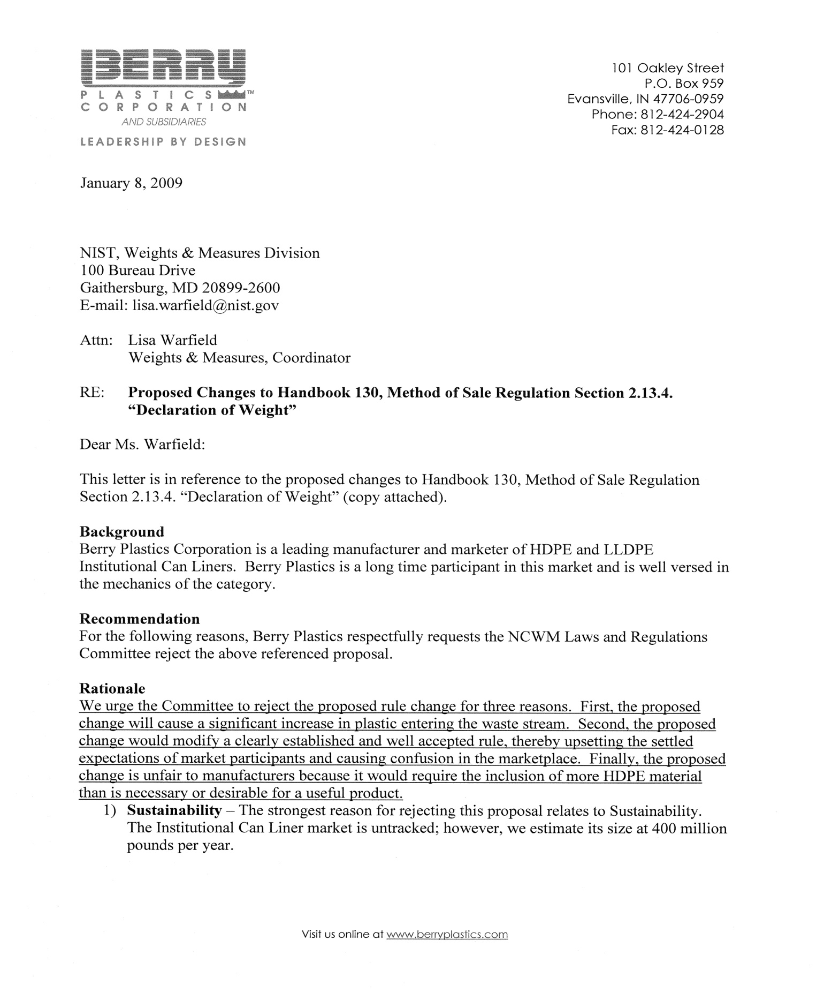 BERRY
PLASTICS™
CORPORATION
AND SUBSIDIARIES
LEADERSHIP BY DESIGN
101 Oakley Street
P.O. Box 959
Evansville, IN 47706-0959
Phone: 812-424-2904
Fax: 812-424-0128
January 8, 2009
NIST, Weights & Measures Division
100 Bureau Drive
Gaithersburg, MD 20899-2600
E-mail: lisa.warfield@nist.gov
Attn: Lisa Warfield
Weights & Measures, Coordinator
RE: Proposed Changes to Handbook 130, Method of Sale Regulation Section 2.13.4.
“Declaration of Weight”
Dear Ms. Warfield:
This letter is in reference to the proposed changes to Handbook 130, Method of Sale Regulation
Section 2.13.4. “Declaration of Weight” (copy attached).
Background
Berry Plastics Corporation is a leading manufacturer and marketer of HDPE and LLDPE
Institutional Can Liners. Berry Plastics is a long time participant in this market and is well versed in
the mechanics of the category.
Recommendation
For the following reasons, Berry Plastics respectfully requests the NCWM Laws and Regulations
Committee reject the above referenced proposal.
Rationale
We urge the Committee to reject the proposed rule change for three reasons. First, the proposed
change will cause a significant increase in plastic entering the waste stream. Second, the proposed
change would modify a clearly established and well accepted rule, thereby upsetting the settled
expectations of market participants and causing confusion in the marketplace. Finally, the proposed
change is unfair to manufacturers because it would require the inclusion of more HDPE material
than is necessary or desirable for a useful product.
1) Sustainability – The strongest reason for rejecting this proposal relates to Sustainability.
The Institutional Can Liner market is untracked; however, we estimate its size at 400 million
pounds per year.
Visit us online at www.berryplastics.com